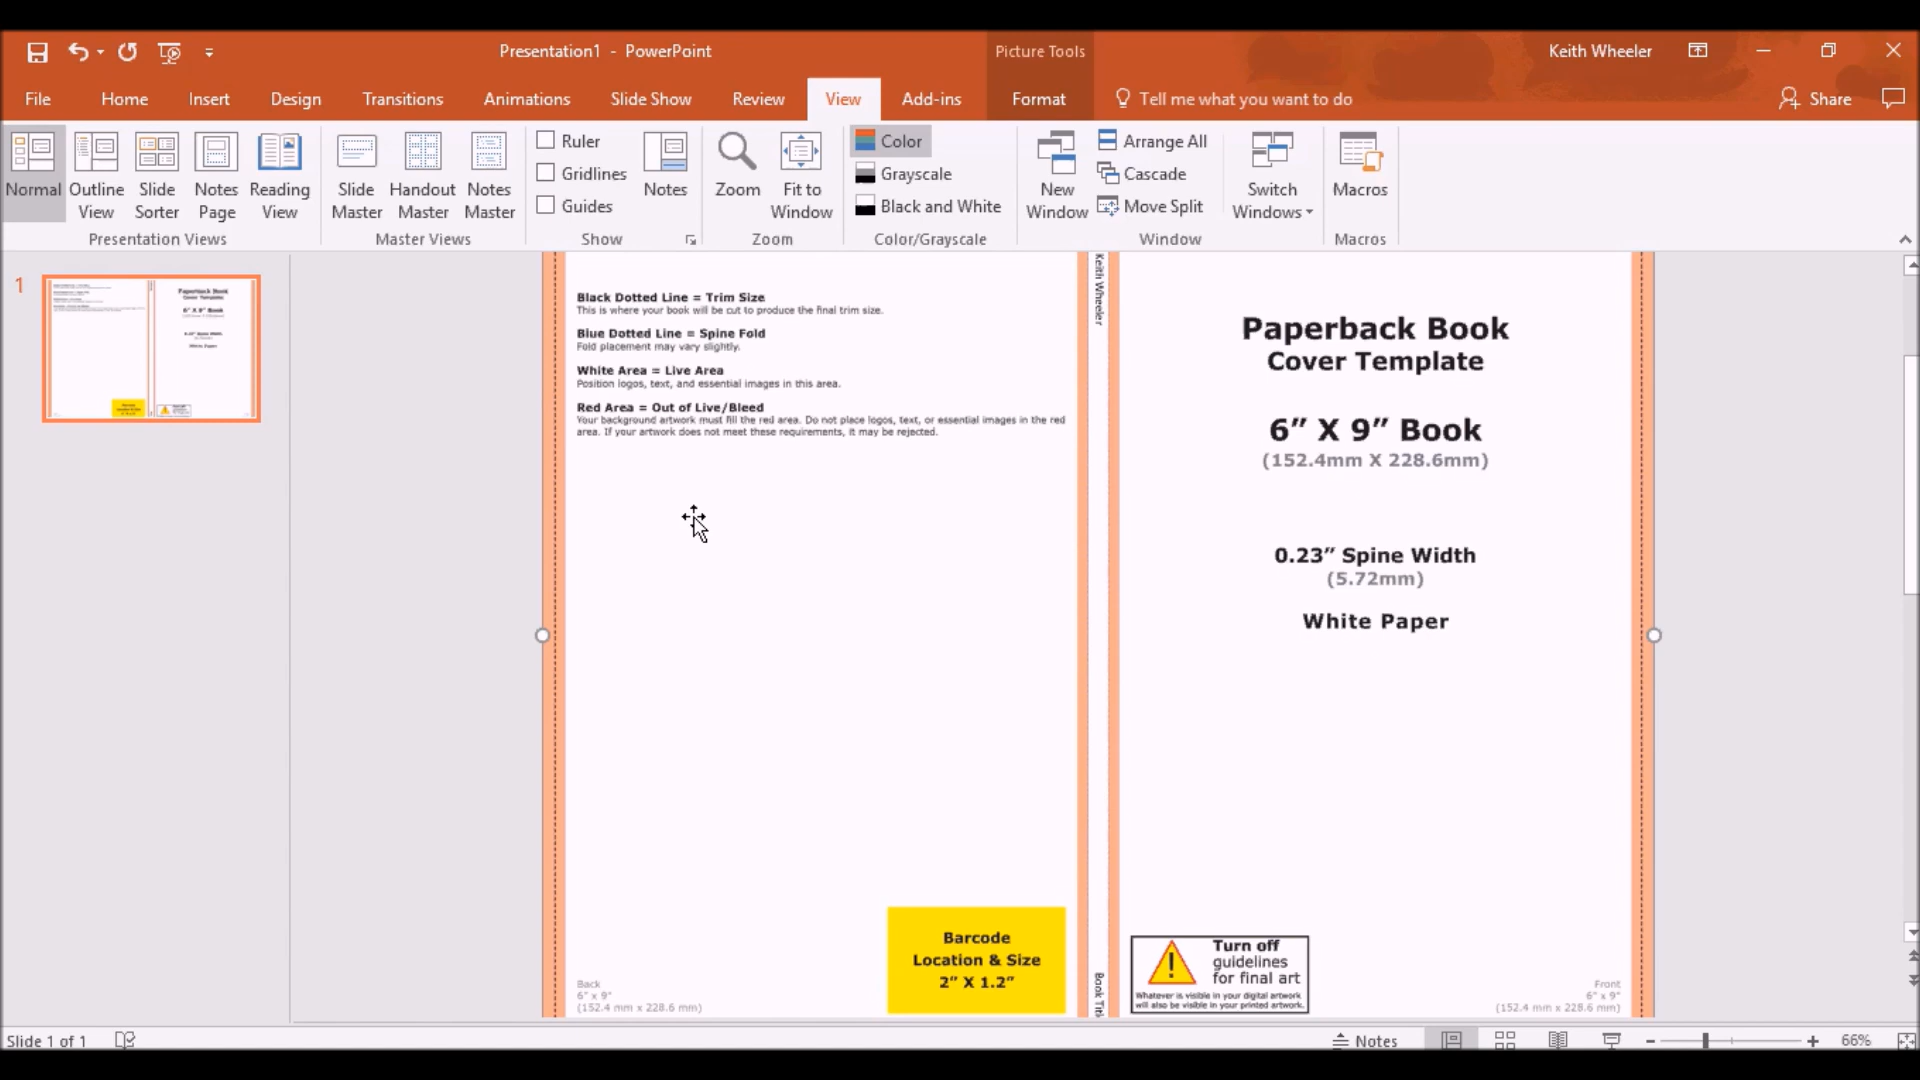 Presentation1 - PowerPoint
Picture Tools
Keith Wheeler
File Home Insert Design Transitions Animations Slide Show Review View Add-ins Format Tell me what you want to do Share
Ruler
Gridlines
Guides
Color
Grayscale
Black and White
Arrange All
Cascade
Move Split
Normal
Outline View
Slide Sorter
Notes Page
Reading View
Slide Master
Handout Master
Notes Master
Notes
Zoom
Fit to Window
New Window
Switch Windows
Macros
Presentation Views Master Views Show Zoom Color/Grayscale Window Macros
1
Paperback Book
Cover Template
6" X 9" Book
White Paper
Black Dotted Line = Trim Size
This is where your book will be cut to produce the final trim size.
Blue Dotted Line = Spine Fold
Fold placement may vary slightly.
White Area = Live Area
Position logos, text, and essential images in this area.
Red Area = Out of Live/Bleed
Your background artwork must fill the red area. Do not place logos, text, or essential images in the red
area. If your artwork does not meet these requirements, it may be rejected.
Barcode
Location & Size
2” X 1.2”
Back
6" x 9"
(152.4 mm x 228.6 mm)
Keith Wheeler
Book
Paperback Book
Cover Template
6” X 9” Book
(152.4mm X 228.6mm)
0.23” Spine Width
(5.72mm)
White Paper
Turn off
guidelines
for final art
Whatever is visible in your digital artwork
will also be visible in your printed artwork.
Front
6" x 9"
(152.4 mm x 228.6 mm)
Slide 1 of 1
Notes
66%